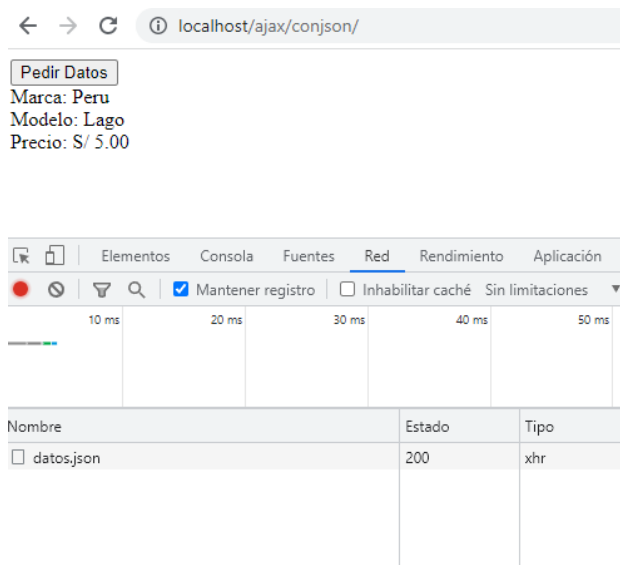 localhost/ajax/conjson/
Pedir Datos
Marca: Peru
Modelo: Lago
Precio: S/ 5.00
Elementos Consola Fuentes Red Rendimiento Aplicación
Mantener registro Inhabilitar caché Sin limitaciones
10 ms 20 ms 30 ms 40 ms 50 ms
Nombre Estado Tipo
datos.json 200 xhr